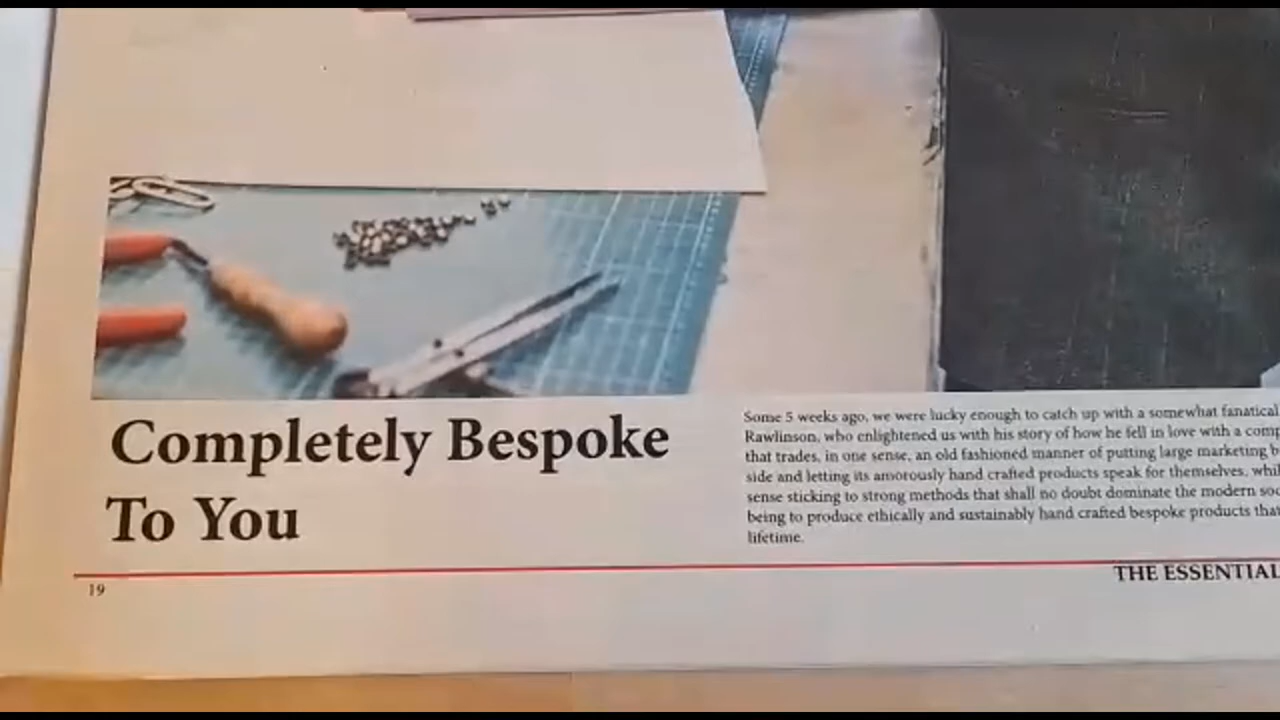 Completely Bespoke
To You
Some 5 weeks ago, we were lucky enough to catch up with a somewhat fanatical
Rawlinson, who enlightened us with his story of how he fell in love with a comp
that trades, in one sense, an old fashioned manner of putting large marketing b
side and letting its amorously hand crafted products speak for themselves, whil
sense sticking to strong methods that shall no doubt dominate the modern soc
being to produce ethically and sustainably hand crafted bespoke products that
lifetime.
THE ESSENTIAL
19